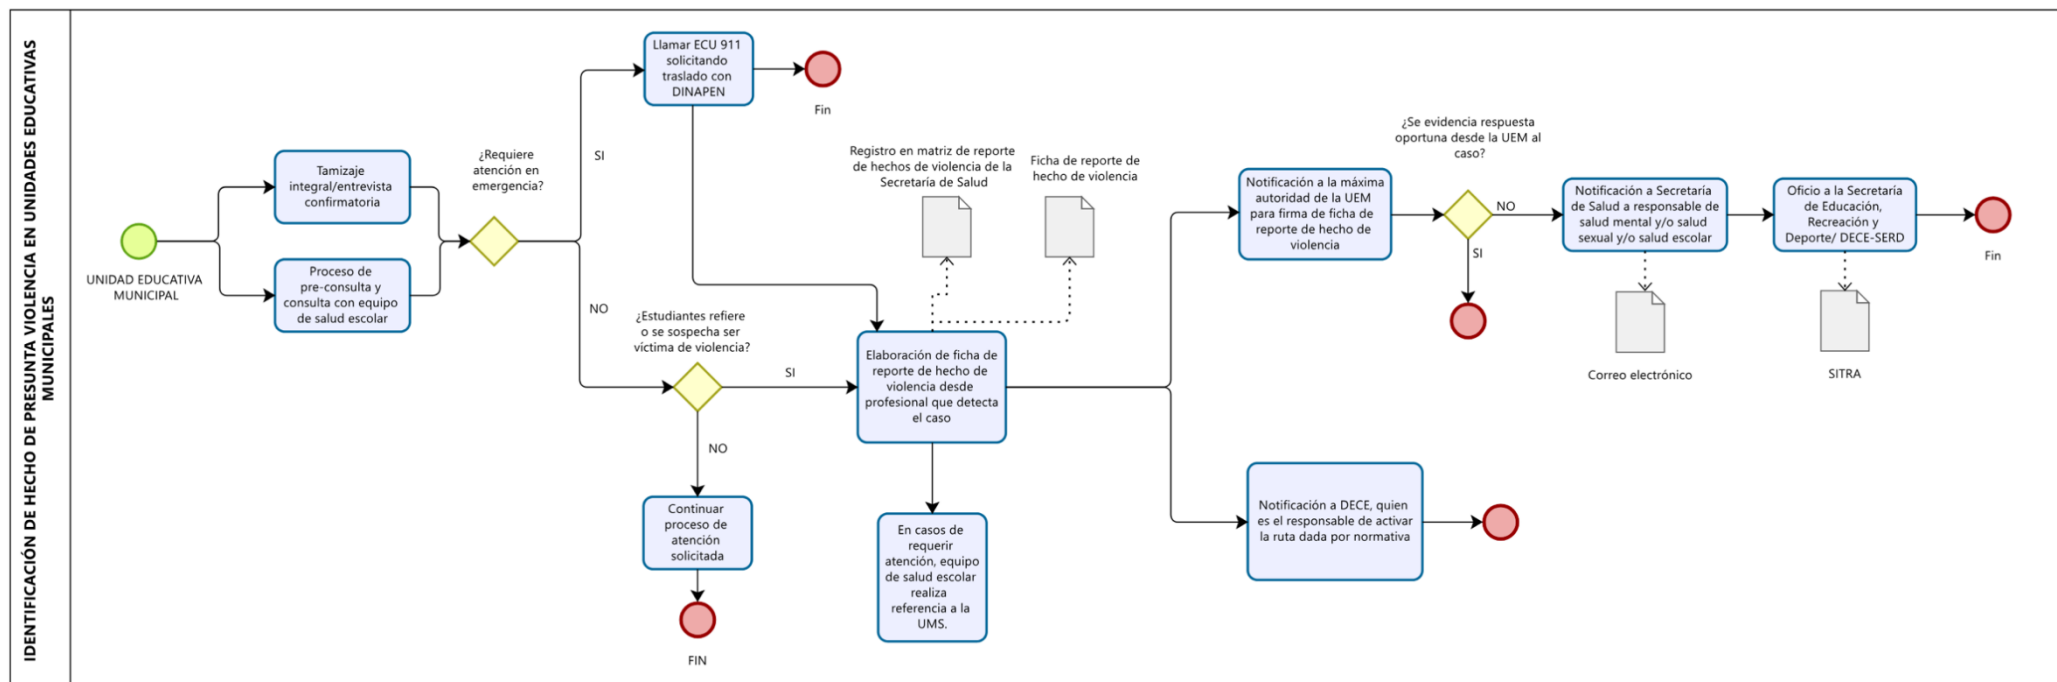 IDENTIFICACIÓN DE HECHO DE PRESUNTA VIOLENCIA EN UNIDADES EDUCATIVAS
MUNICIPALES
UNIDAD EDUCATIVA
MUNICIPAL
Tamizaje
integral/entrevista
confirmatoria
Proceso de
pre-consulta y
consulta con equipo
de salud escolar
¿Requiere
atención en
emergencia?
SI
NO
Llamar ECU 911
solicitando
traslado con
DINAPEN
Fin
¿Estudiantes refiere
o se sospecha ser
víctima de violencia?
SI
NO
Continuar
proceso de
atención
solicitada
FIN
Registro en matriz de reporte
de hechos de violencia de la
Secretaría de Salud
Ficha de reporte de
hecho de violencia
Elaboración de ficha de
reporte de hecho de
violencia desde
profesional que detecta
el caso
En casos de
requerir
atención, equipo
de salud escolar
realiza
referencia a la
UMS.
Notificación a la máxima
autoridad de la UEM
para firma de ficha de
reporte de hecho de
violencia
¿Se evidencia respuesta
oportuna desde la UEM al
caso?
NO
SI
Notificación a Secretaría
de Salud a responsable de
salud mental y/o salud
sexual y/o salud escolar
Correo electrónico
Oficio a la Secretaría
de Educación,
Recreación y
Deporte/ DECE-SERD
SITRA
Fin
Notificación a DECE, quien
es el responsable de activar
la ruta dada por normativa